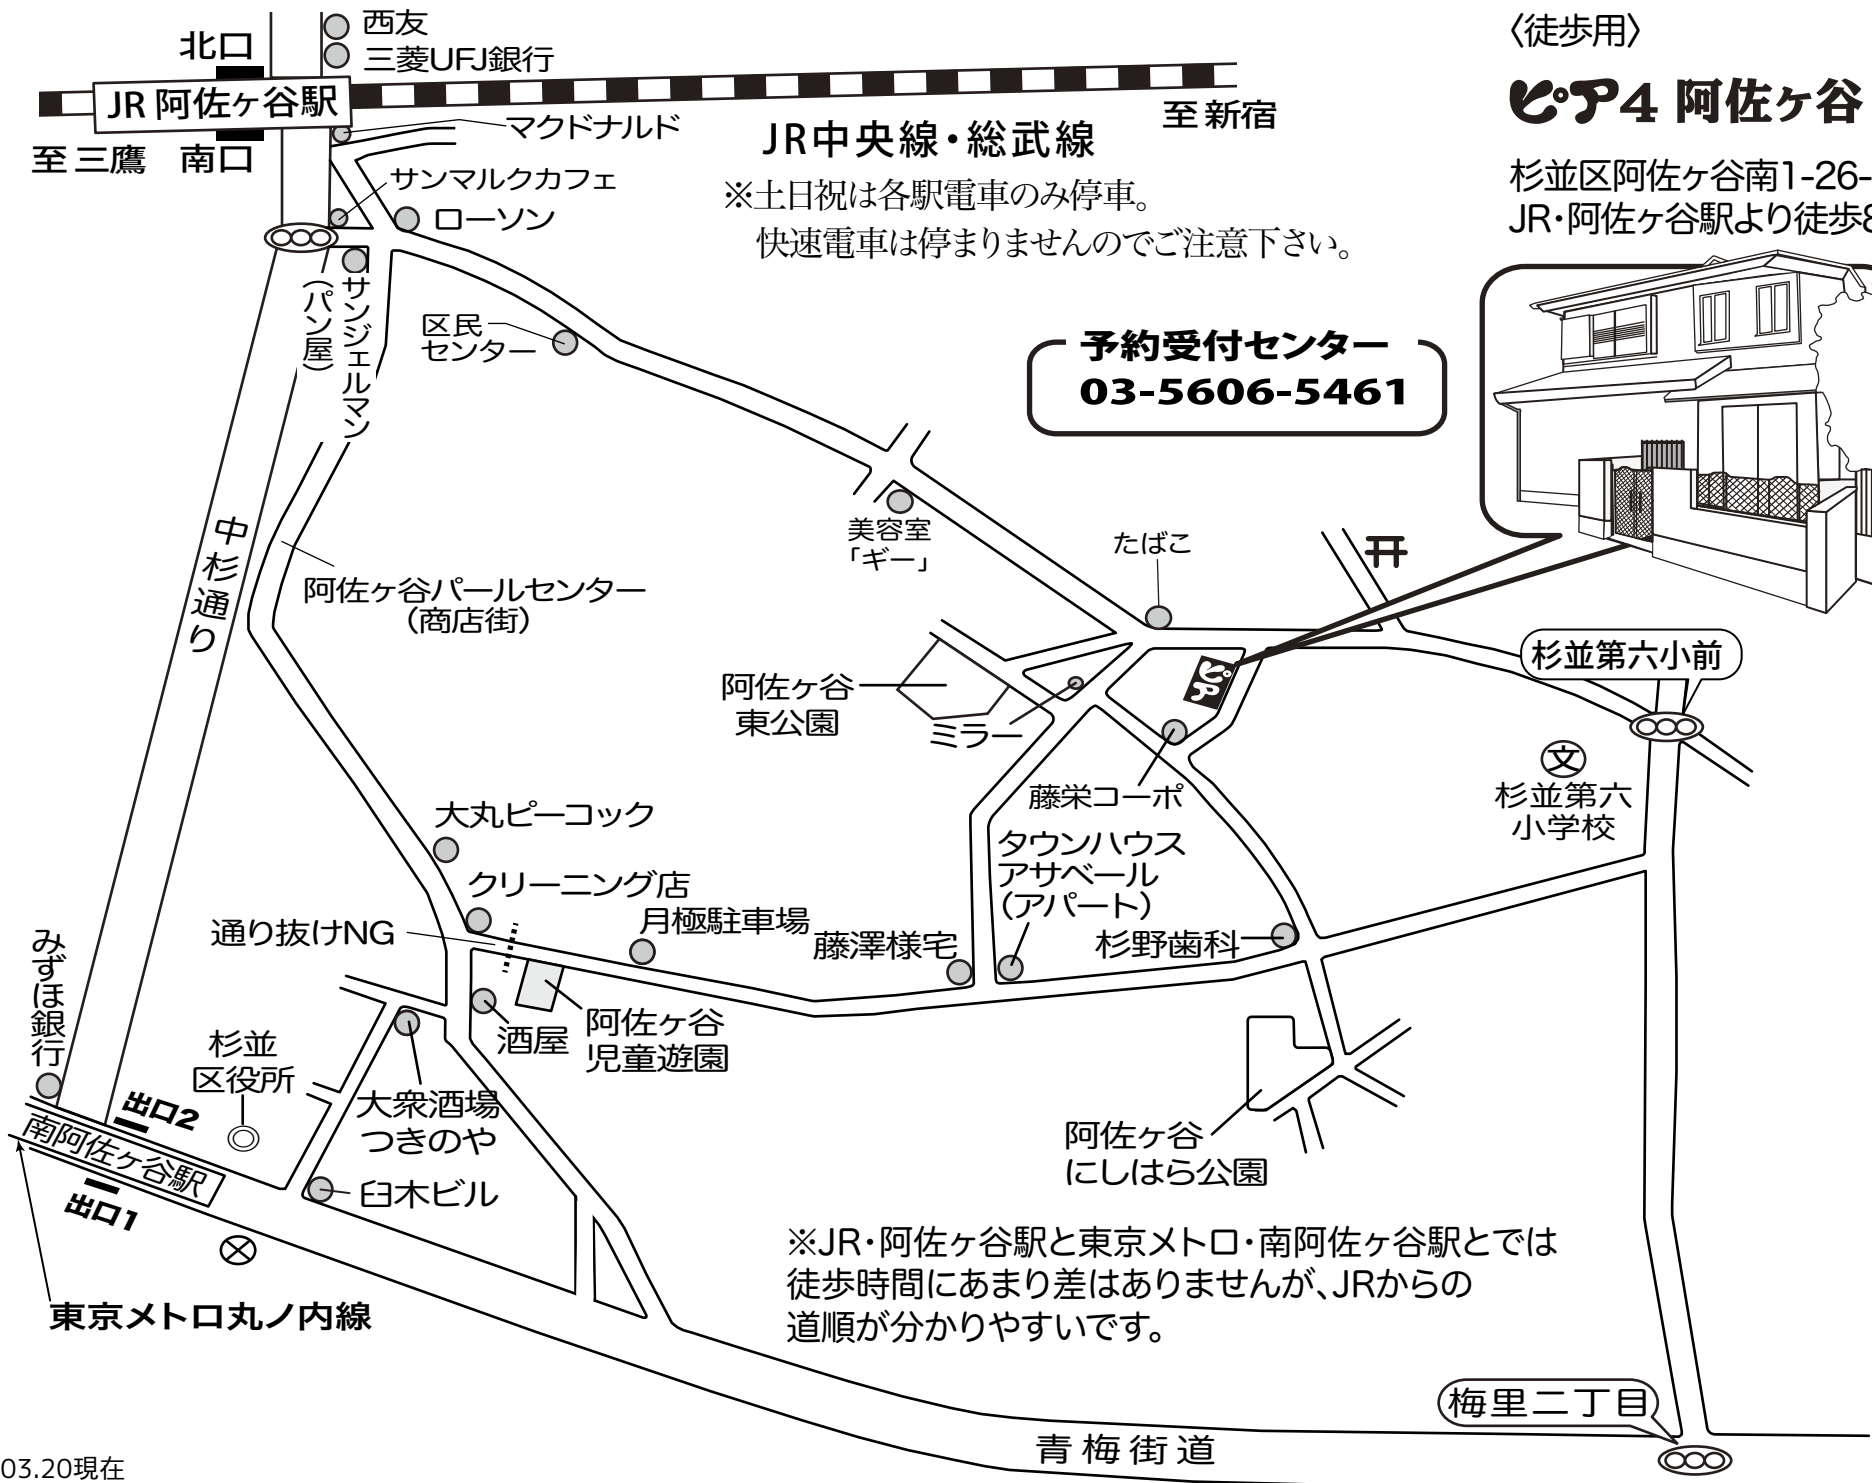 西友
三菱UFJ銀行
北口
JR 阿佐ヶ谷駅
至 三鷹
南口
マクドナルド
JR中央線・総武線
至 新宿
※土日祝は各駅電車のみ停車。
快速電車は停まりませんのでご注意下さい。
〈徒歩用〉
ピア4 阿佐ヶ谷
杉並区阿佐ヶ谷南1-26-
JR・阿佐ヶ谷駅より徒歩8
サンマルクカフェ
ローソン
サンジェルマン
(パン屋)
区民
センター
予約受付センター
03-5606-5461
中杉通り
阿佐ヶ谷パールセンター
(商店街)
美容室
「ギー」
たばこ
杉並第六小前
阿佐ヶ谷
東公園
ミラー
ピア
藤栄コーポ
文
杉並第六
小学校
大丸ピーコック
クリーニング店
月極駐車場
通り抜けNG
藤澤様宅
タウンハウス
アサベール
(アパート)
杉野歯科
みずほ銀行
杉並
区役所
酒屋
阿佐ヶ谷
児童遊園
大衆酒場
つきのや
臼木ビル
出口2
南阿佐ヶ谷駅
出口1
東京メトロ丸ノ内線
阿佐ヶ谷
にしはら公園
※JR・阿佐ヶ谷駅と東京メトロ・南阿佐ヶ谷駅とでは
徒歩時間にあまり差はありませんが、JRからの
道順が分かりやすいです。
梅里二丁目
青梅街道
03.20現在